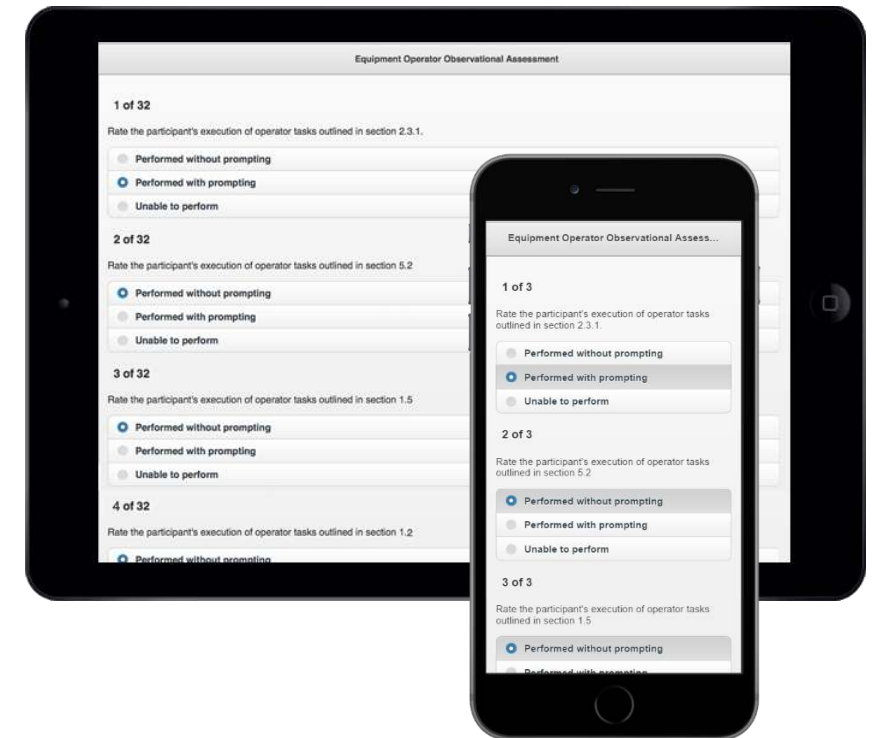 Equipment Operator Observational Assessment
1 of 32
Rate the participant's execution of operator tasks outlined in section 2.3.1.
Performed without prompting
Performed with prompting
Unable to perform
2 of 32
Rate the participant's execution of operator tasks outlined in section 5.2
Performed without prompting
Performed with prompting
Unable to perform
3 of 32
Rate the participant's execution of operator tasks outlined in section 1.5
Performed without prompting
Performed with prompting
Unable to perform
4 of 32
Rate the participant's execution of operator tasks outlined in section 1.2
Performed without prompting
Equipment Operator Observational Assess...
1 of 3
Rate the participant's execution of operator tasks
outlined in section 2.3.1.
Performed without prompting
Performed with prompting
Unable to perform
2 of 3
Rate the participant's execution of operator tasks
outlined in section 5.2
Performed without prompting
Performed with prompting
Unable to perform
3 of 3
Rate the participant's execution of operator tasks
outlined in section 1.5
Performed without prompting
Performed with prompting